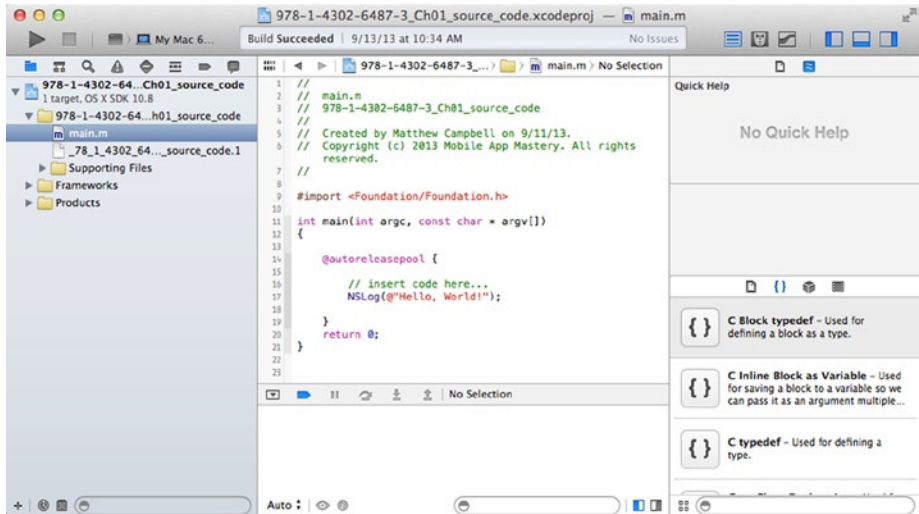 978-1-4302-6487-3_Ch01_source_code.xcodeproj — main.m
My Mac 6...
Build Succeeded | 9/13/13 at 10:34 AM
No Issues
978-1-4302-64...Ch01_source_code
1 target, OS X SDK 10.8
978-1-4302-64...h01_source_code
main.m
_78_1_4302_64..._source_code.1
Supporting Files
Frameworks
Products
978-1-4302-6487-3_...
main.m
No Selection
1 //
2 //  main.m
3 //  978-1-4302-6487-3_Ch01_source_code
4 //
5 //  Created by Matthew Campbell on 9/11/13.
6 //  Copyright (c) 2013 Mobile App Mastery. All rights
reserved.
7 //
8
9 #import <Foundation/Foundation.h>
10
11 int main(int argc, const char * argv[])
12 {
13
14 @autoreleasepool {
15
16 // insert code here...
17 NSLog(@"Hello, World!");
18
19 }
20 return 0;
21 }
22
23
No Selection
Auto
Quick Help
No Quick Help
{ }
{ } C Block typedef – Used for
defining a block as a type.
{ } C Inline Block as Variable – Used
for saving a block to a variable so we
can pass it as an argument multiple...
{ } C typedef – Used for defining a
type.